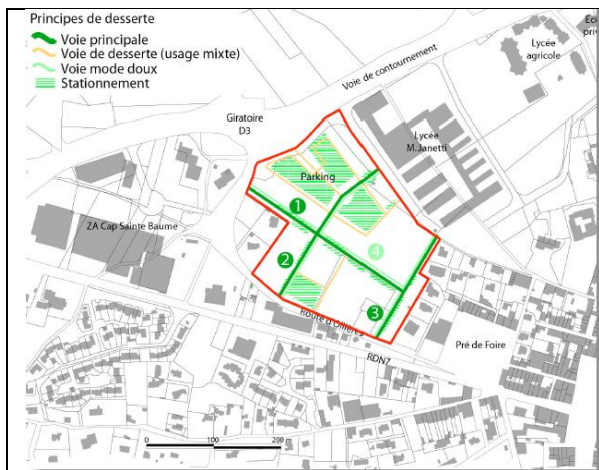 Principes de desserte
Voie principale
Voie de desserte (usage mixte)
Voie mode doux
Stationnement
Voie de contournement
Lycée
agricole
Giratoire
D3
Lycée
M.Janetti
Parking
ZA Cap Sainte Baume
1
2
3
4
Route d'Ollières
RDN7
Pré de Foire
0
100
200